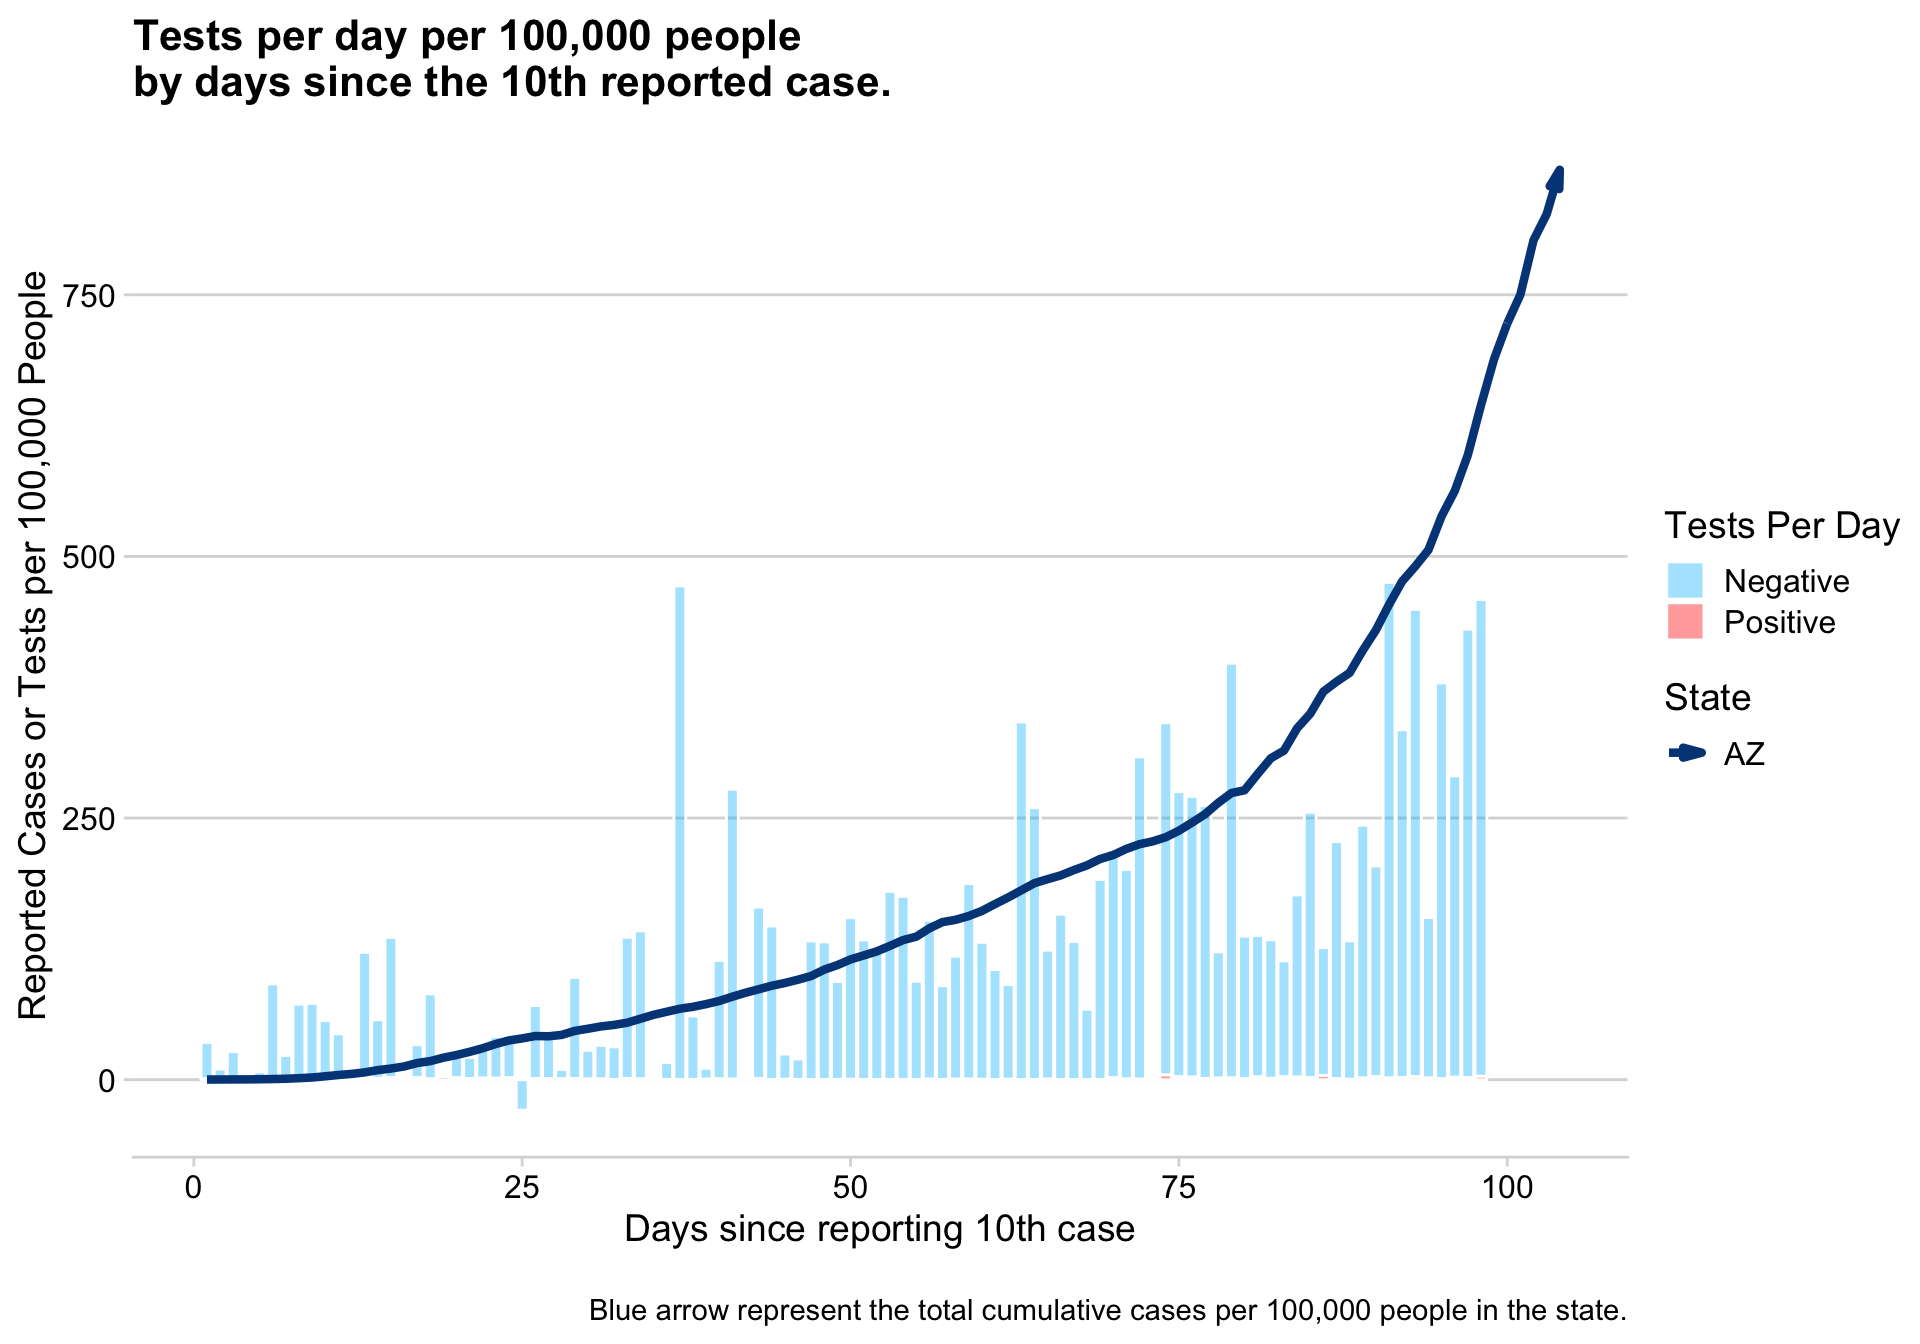 Tests per day per 100,000 people
by days since the 10th reported case.
Reported Cases or Tests per 100,000 People
750
500
250
0
0
25
50
75
100
Days since reporting 10th case
Tests Per Day
Negative
Positive
State
AZ
Blue arrow represent the total cumulative cases per 100,000 people in the state.